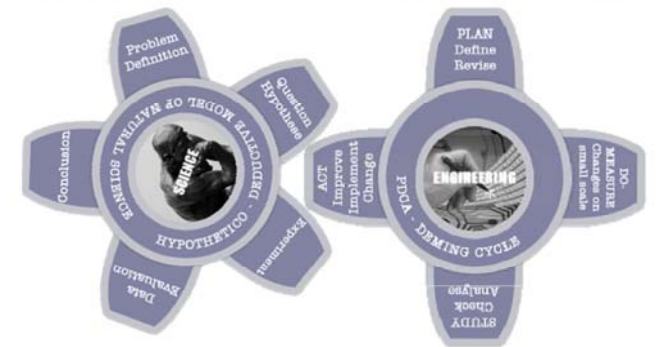 Problem
Definition
Question
Hypothese
Experiment
Data
Evaluation
Conclusion
HYPOTHETICO - DEDUCTIVE MODEL OF NATURAL SCIENCE
SCIENCE
PLAN
Define
Revise
DO-
MEASURE
Changes on
small scale
STUDY
Check
Analyse
ACT
Improve
Implement
Change
PDCA - DEMING CYCLE
ENGINEERING